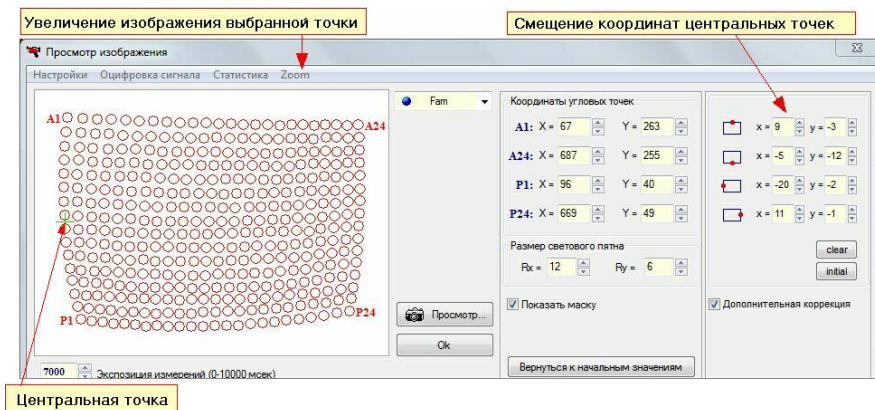 Увеличение изображения выбранной точки
Смещение координат центральных точек
Просмотр изображения
Настройки Оцифровка сигнала Статистика Zoom
A1
A24
P1
P24
Fam
Просмотр...
Ok
7000 Экспозиция измерений (0-10000 мсек)
Координаты угловых точек
A1: X = 67 Y = 263
A24: X = 687 Y = 255
P1: X = 96 Y = 40
P24: X = 669 Y = 49
Размер светового пятна
Rx = 12 Ry = 6
Показать маску
Вернуться к начальным значениям
x = 9 y = -3
x = -5 y = -12
x = -20 y = -2
x = 11 y = -1
clear
initial
Дополнительная коррекция
Центральная точка